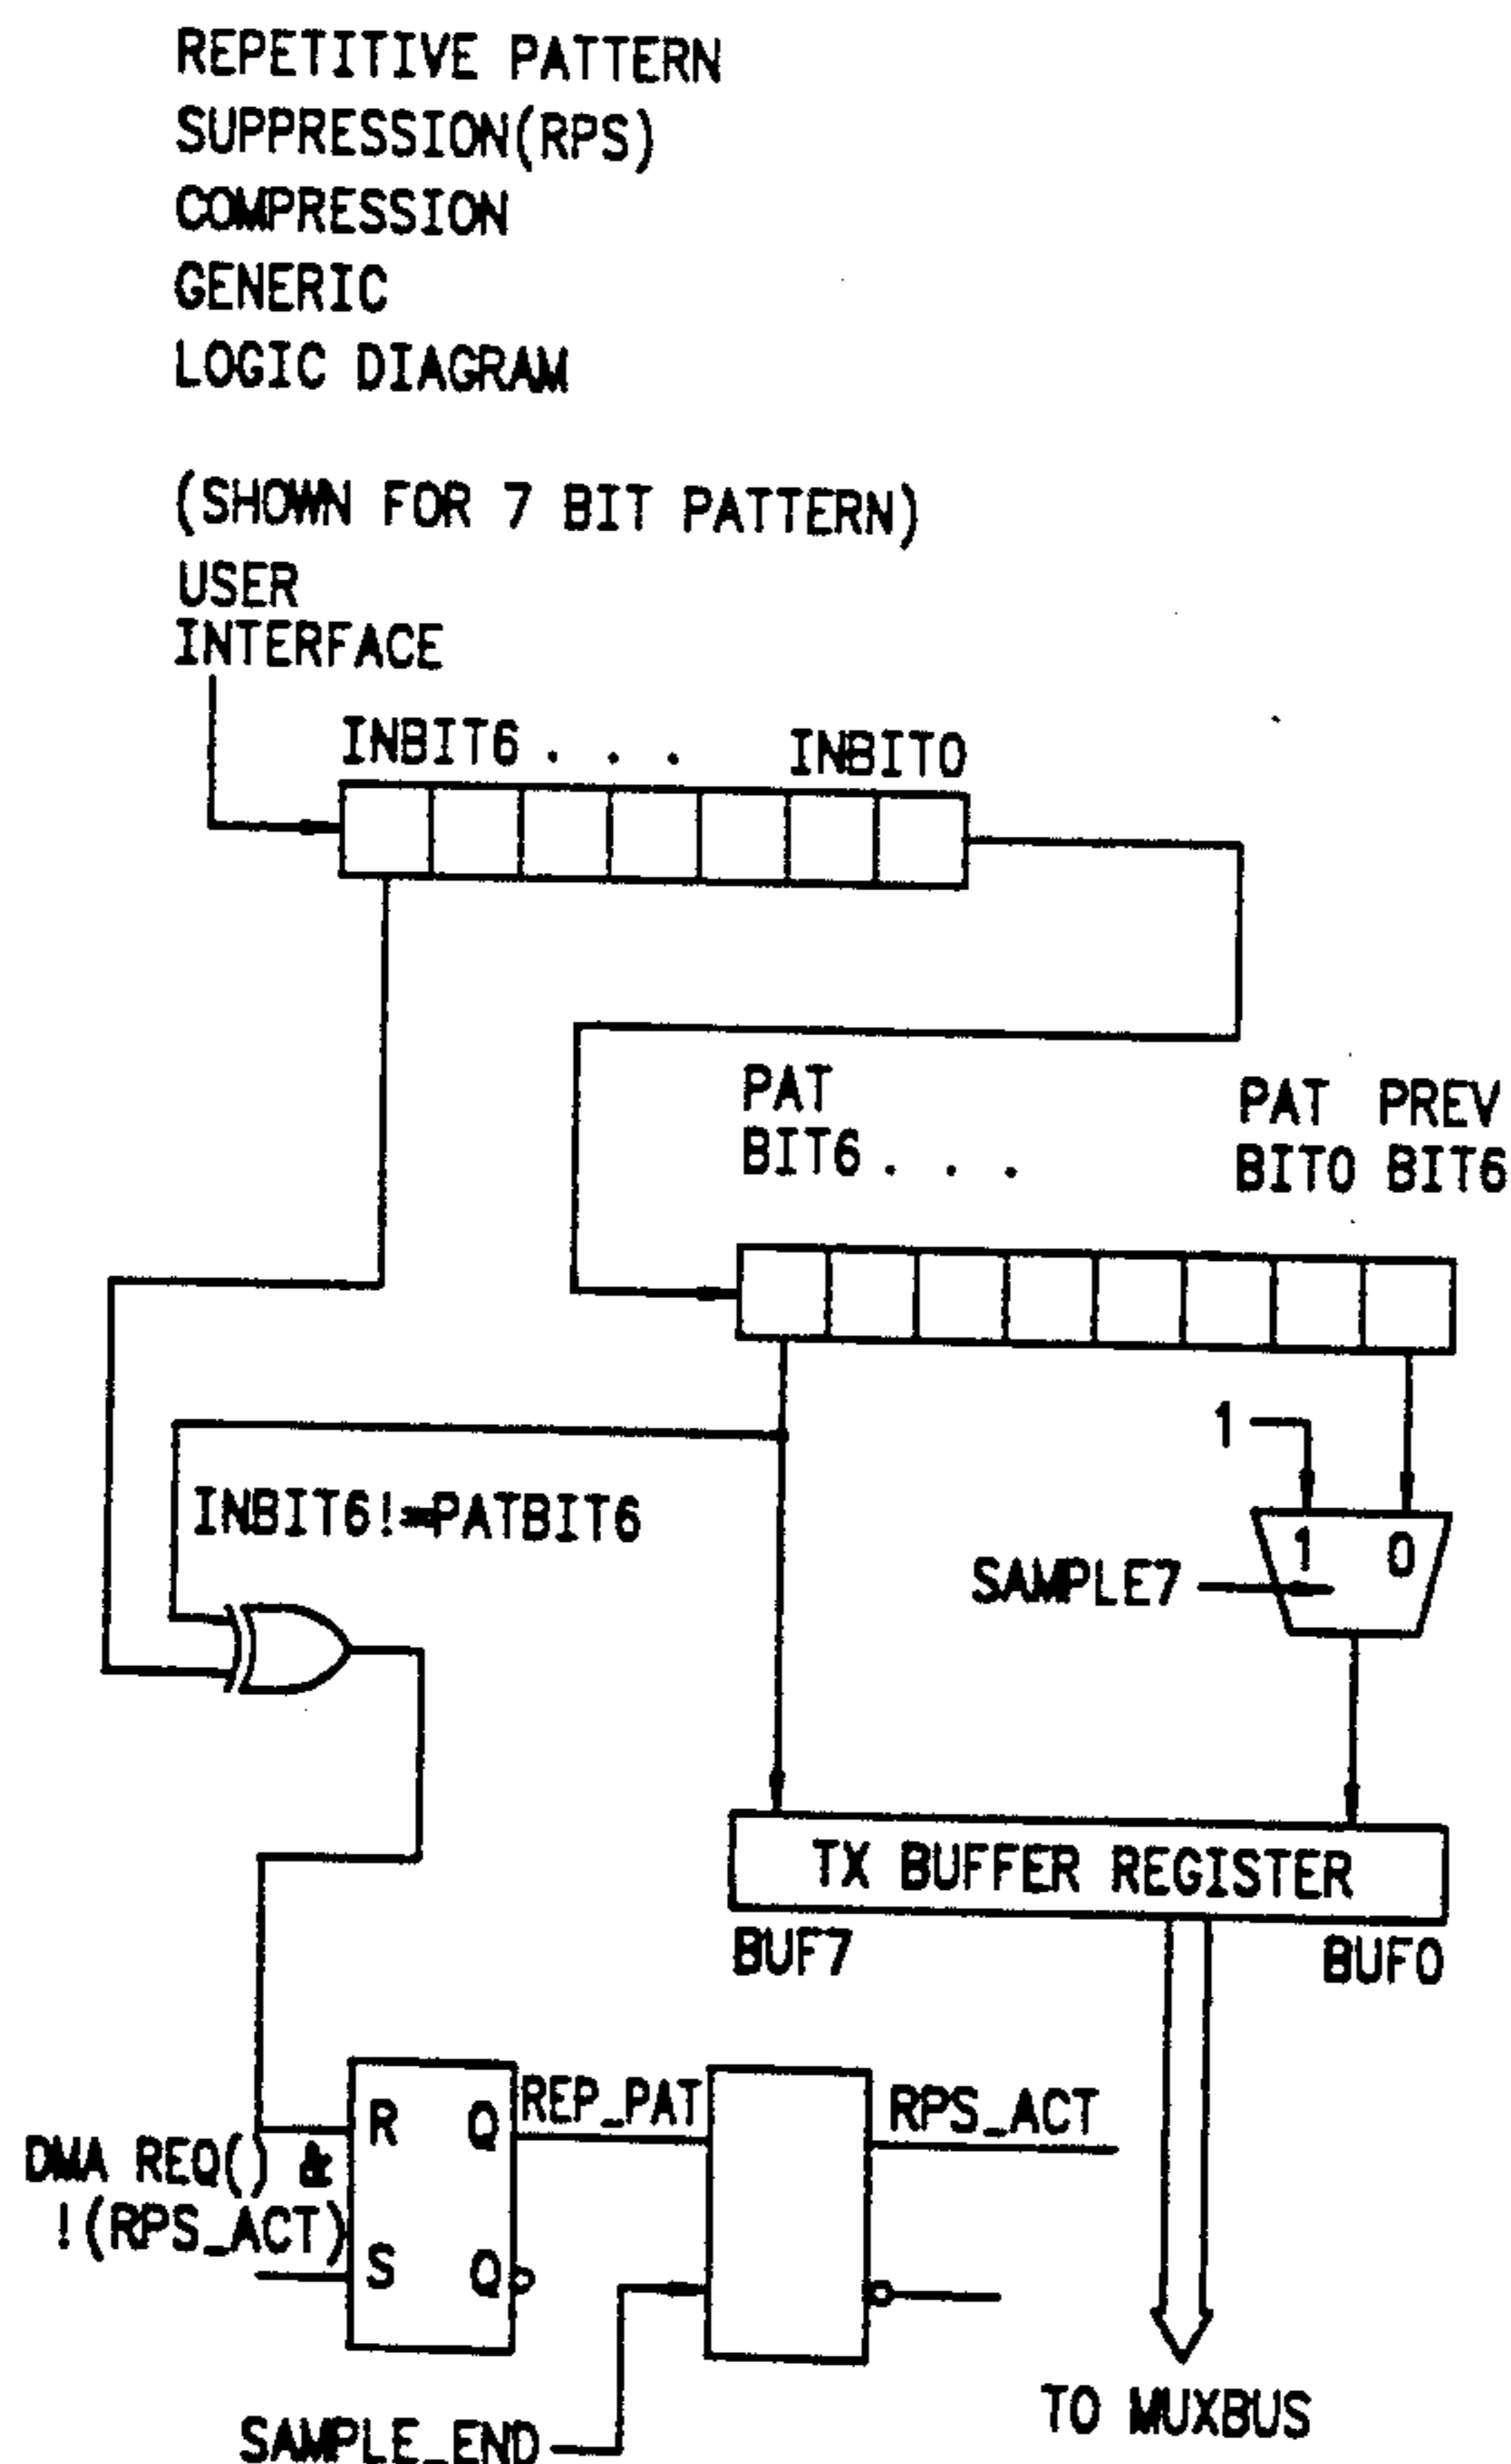 REPETITIVE PATTERN
SUPPRESSION(RPS)
COMPRESSION
GENERIC
LOGIC DIAGRAM
(SHOWN FOR 7 BIT PATTERN)
USER
INTERFACE
INBIT6 . . . INBIT0
PAT PAT PREV
BIT6 . . . BIT0 BIT6
1
INBIT6!=PATBIT6
1 0
SAMPLE7
TX BUFFER REGISTER
BUF7 BUF0
R Q REP_PAT RPS_ACT
DMA REQ() &
!(RPS_ACT)
S Q
TO MUXBUS
SAMPLE_END